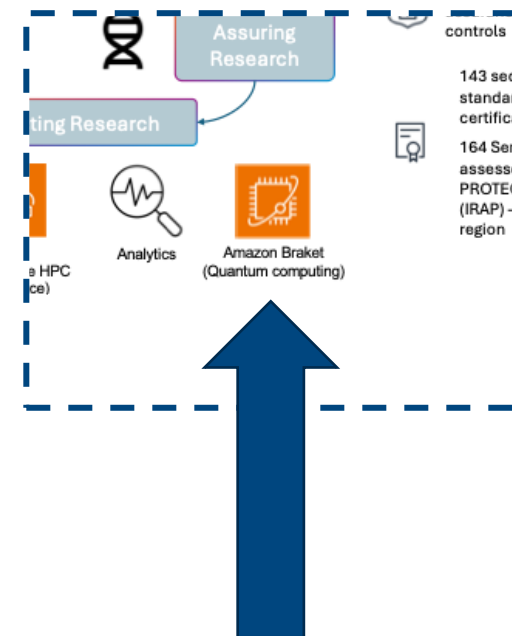 Assuring
Research
ting Research
Analytics
Amazon Braket
(Quantum computing)
e HPC
ce)
controls
143 sec
standar
certifica
164 Ser
assesse
PROTEC
(IRAP) -
region